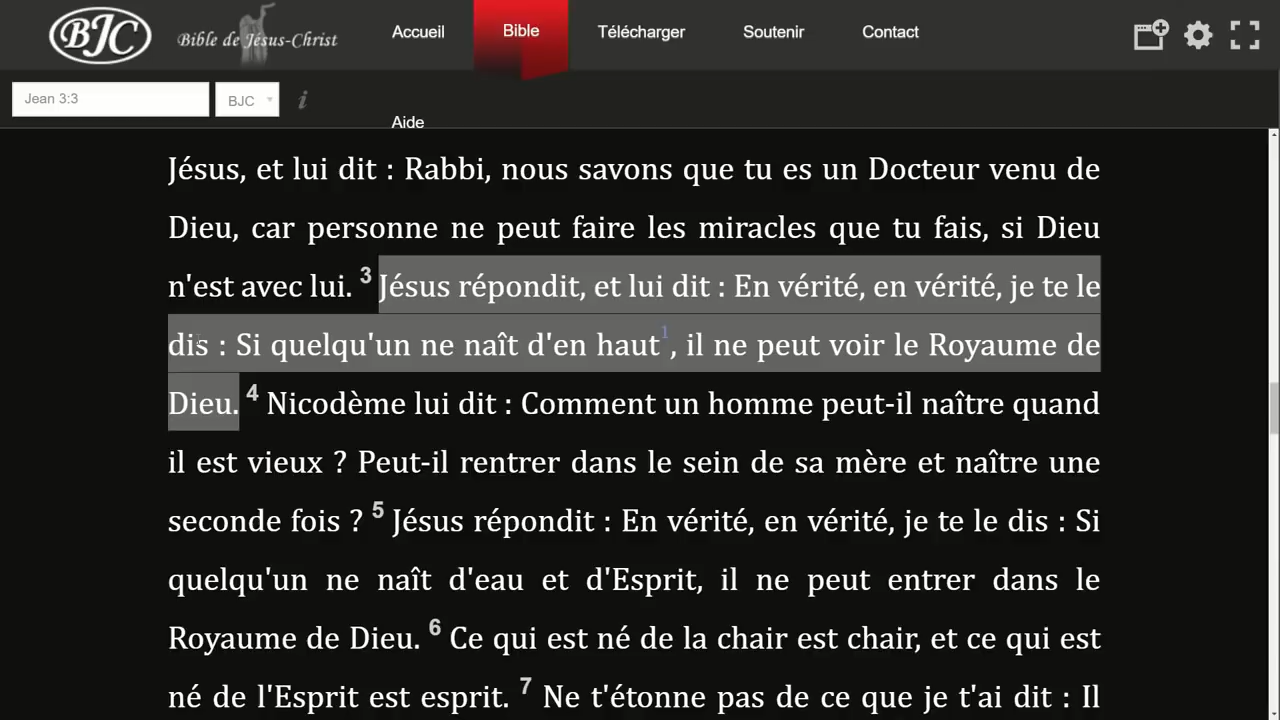 BJC Bible de Jésus-Christ Accueil Bible Télécharger Soutenir Contact
Jean 3:3 BJC i
Aide
Jésus, et lui dit : Rabbi, nous savons que tu es un Docteur venu de
Dieu, car personne ne peut faire les miracles que tu fais, si Dieu
n'est avec lui. 3 Jésus répondit, et lui dit : En vérité, en vérité, je te le
dis : Si quelqu'un ne naît d'en haut1, il ne peut voir le Royaume de
Dieu. 4 Nicodème lui dit : Comment un homme peut-il naître quand
il est vieux ? Peut-il rentrer dans le sein de sa mère et naître une
seconde fois ? 5 Jésus répondit : En vérité, en vérité, je te le dis : Si
quelqu'un ne naît d'eau et d'Esprit, il ne peut entrer dans le
Royaume de Dieu. 6 Ce qui est né de la chair est chair, et ce qui est
né de l'Esprit est esprit. 7 Ne t'étonne pas de ce que je t'ai dit : Il